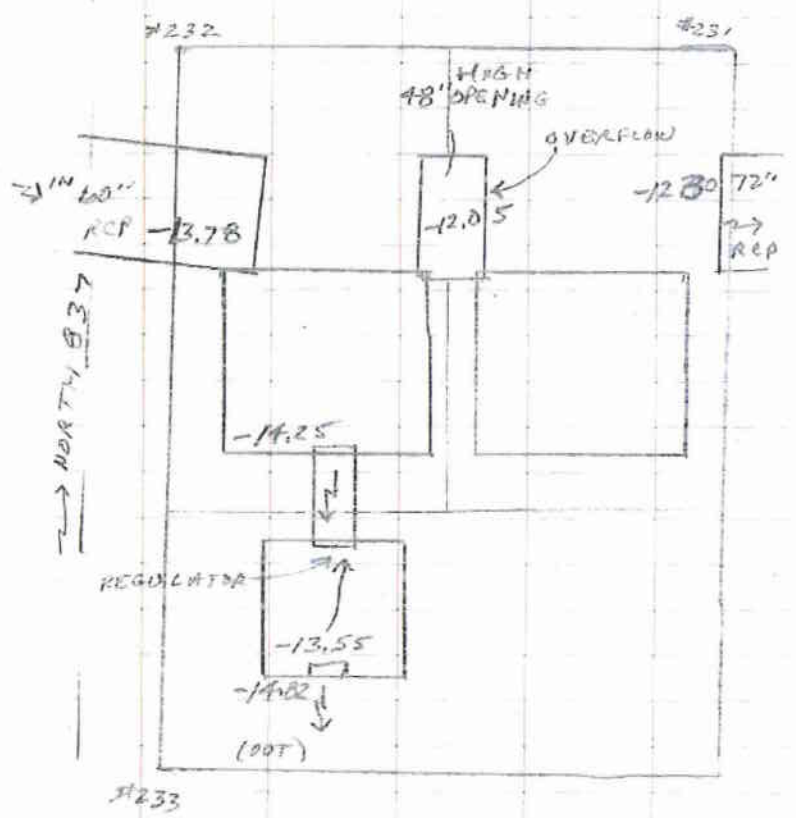 #232
#231
48" HIGH
OPENING
OVERFLOW
IN 60"
RCP -13.78
-12.05
-12.30 72"
RCP
NORTH 837
-14.25
REGULATOR
-13.55
-14.82
(OUT)
#233